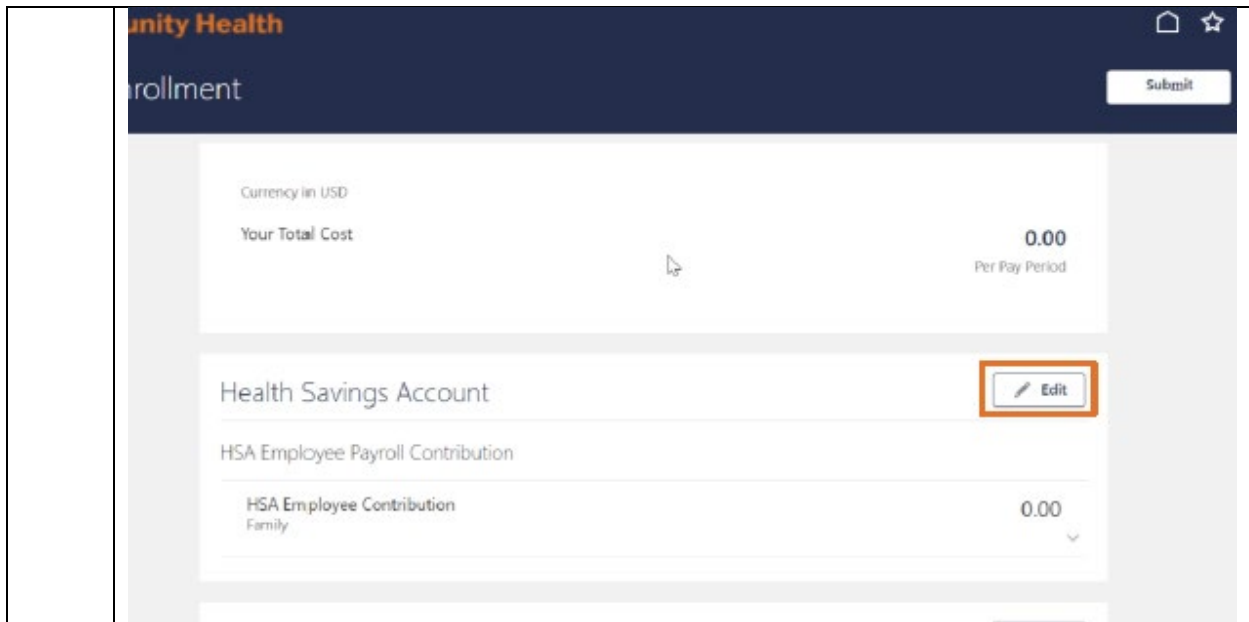 unity Health
nrollment
Submit
Currency in USD
Your Total Cost
0.00
Per Pay Period
Health Savings Account
Edit
HSA Employee Payroll Contribution
HSA Employee Contribution
0.00
Family